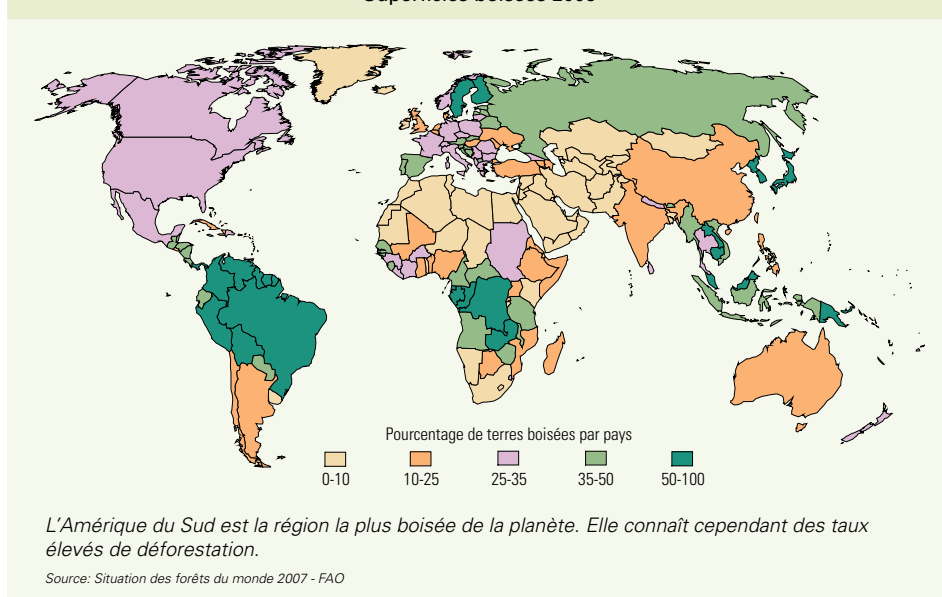 Pourcentage de terres boisées par pays
0-10 10-25 25-35 35-50 50-100
L’Amérique du Sud est la région la plus boisée de la planète. Elle connaît cependant des taux
élevés de déforestation.
Source: Situation des forêts du monde 2007 - FAO